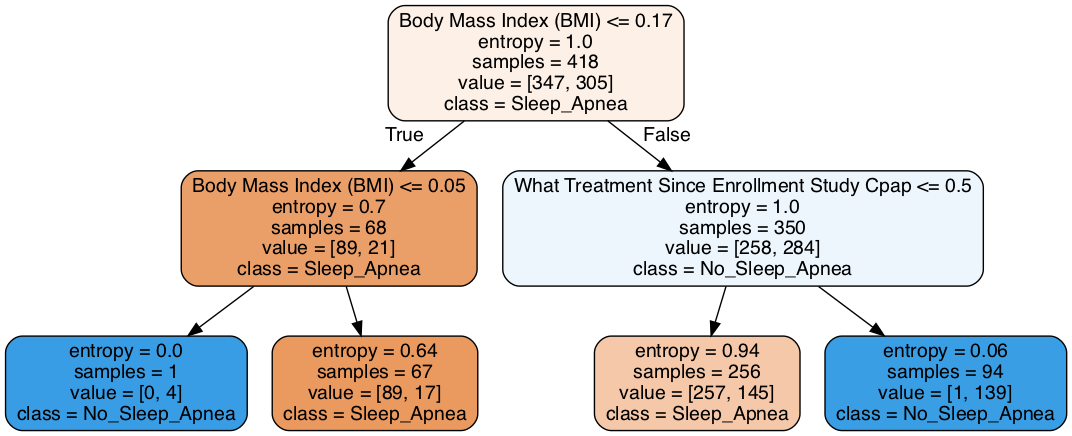 Body Mass Index (BMI) <= 0.17
entropy = 1.0
samples = 418
value = [347, 305]
class = Sleep_Apnea
True
False
Body Mass Index (BMI) <= 0.05
entropy = 0.7
samples = 68
value = [89, 21]
class = Sleep_Apnea
What Treatment Since Enrollment Study Cpap <= 0.5
entropy = 1.0
samples = 350
value = [258, 284]
class = No_Sleep_Apnea
entropy = 0.0
samples = 1
value = [0, 4]
class = No_Sleep_Apnea
entropy = 0.64
samples = 67
value = [89, 17]
class = Sleep_Apnea
entropy = 0.94
samples = 256
value = [257, 145]
class = Sleep_Apnea
entropy = 0.06
samples = 94
value = [1, 139]
class = No_Sleep_Apnea